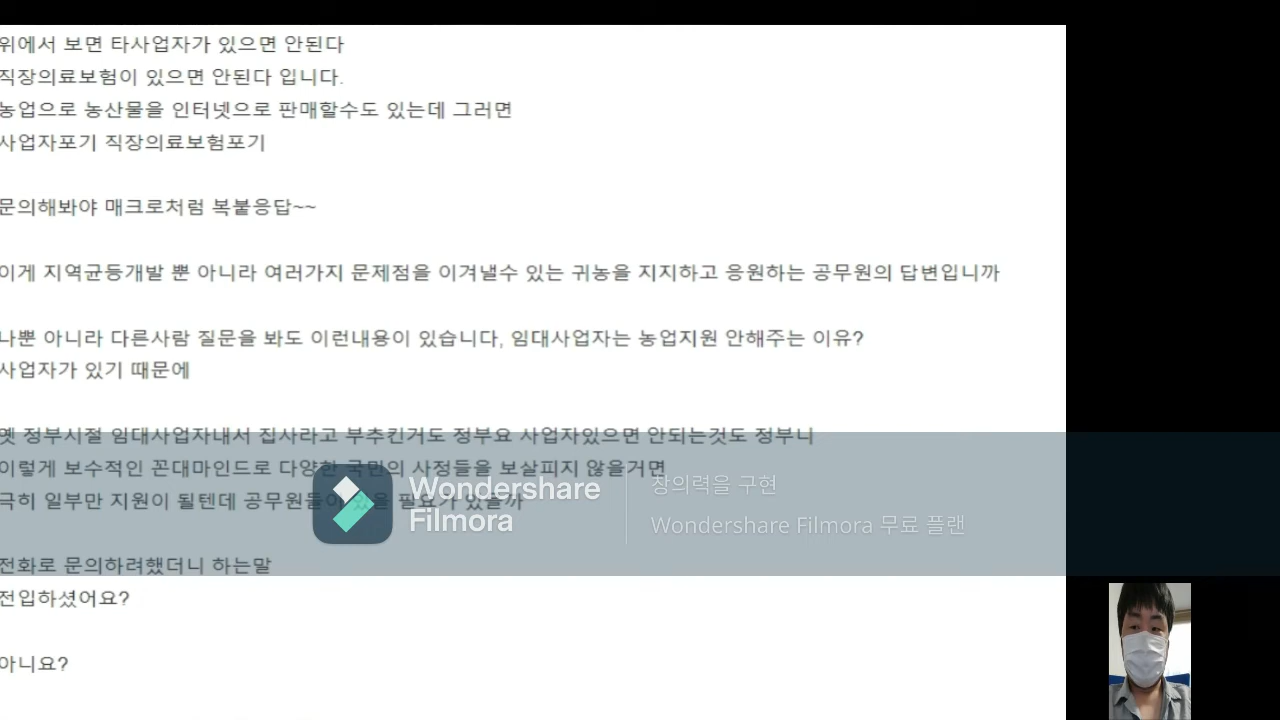 위에서 보면 타사업자가 있으면 안된다
직장의료보험이 있으면 안된다 입니다.
농업으로 농산물을 인터넷으로 판매할수도 있는데 그러면
사업자포기 직장의료보험포기
문의해봐야 매크로처럼 복붙응답~~
이게 지역균등개발 뿐 아니라 여러가지 문제점을 이겨낼수 있는 귀농을 지지하고 응원하는 공무원의 답변입니까
나뿐 아니라 다른사람 질문을 봐도 이런내용이 있습니다, 임대사업자는 농업지원 안해주는 이유?
사업자가 있기 때문에
옛 정부시절 임대사업자내서 집사라고 부추킨거도 정부요 사업자있으면 안되는것도 정부니
이렇게 보수적인 꼰대마인드로 다양한 국민의 사정들을 보살피지 않을거면
극히 일부만 지원이 될텐데 공무원들이 있을 필요가 있을까
Wondershare
Filmora
창의력을 구현
Wondershare Filmora 무료 플랜
전화로 문의하려했더니 하는말
전입하셨어요?
아니요?